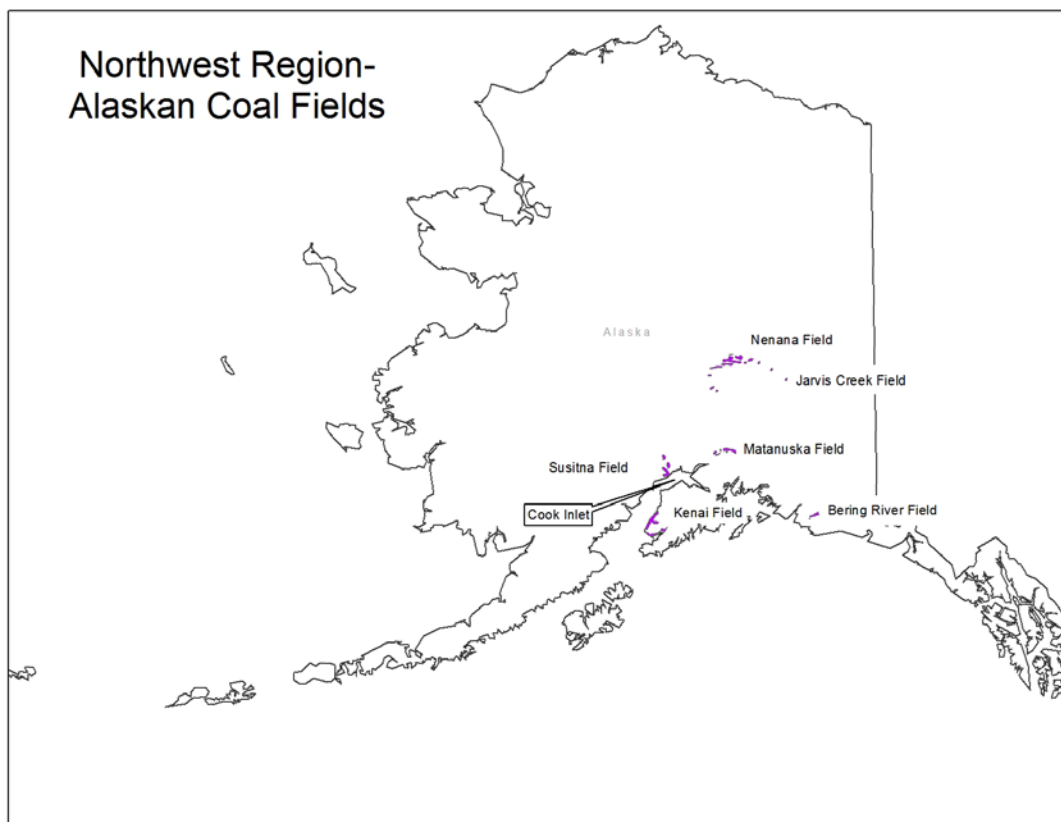 Northwest Region-
Alaskan Coal Fields
Alaska
Nenana Field
Jarvis Creek Field
Matanuska Field
Susitna Field
Cook Inlet
Kenai Field
Bering River Field